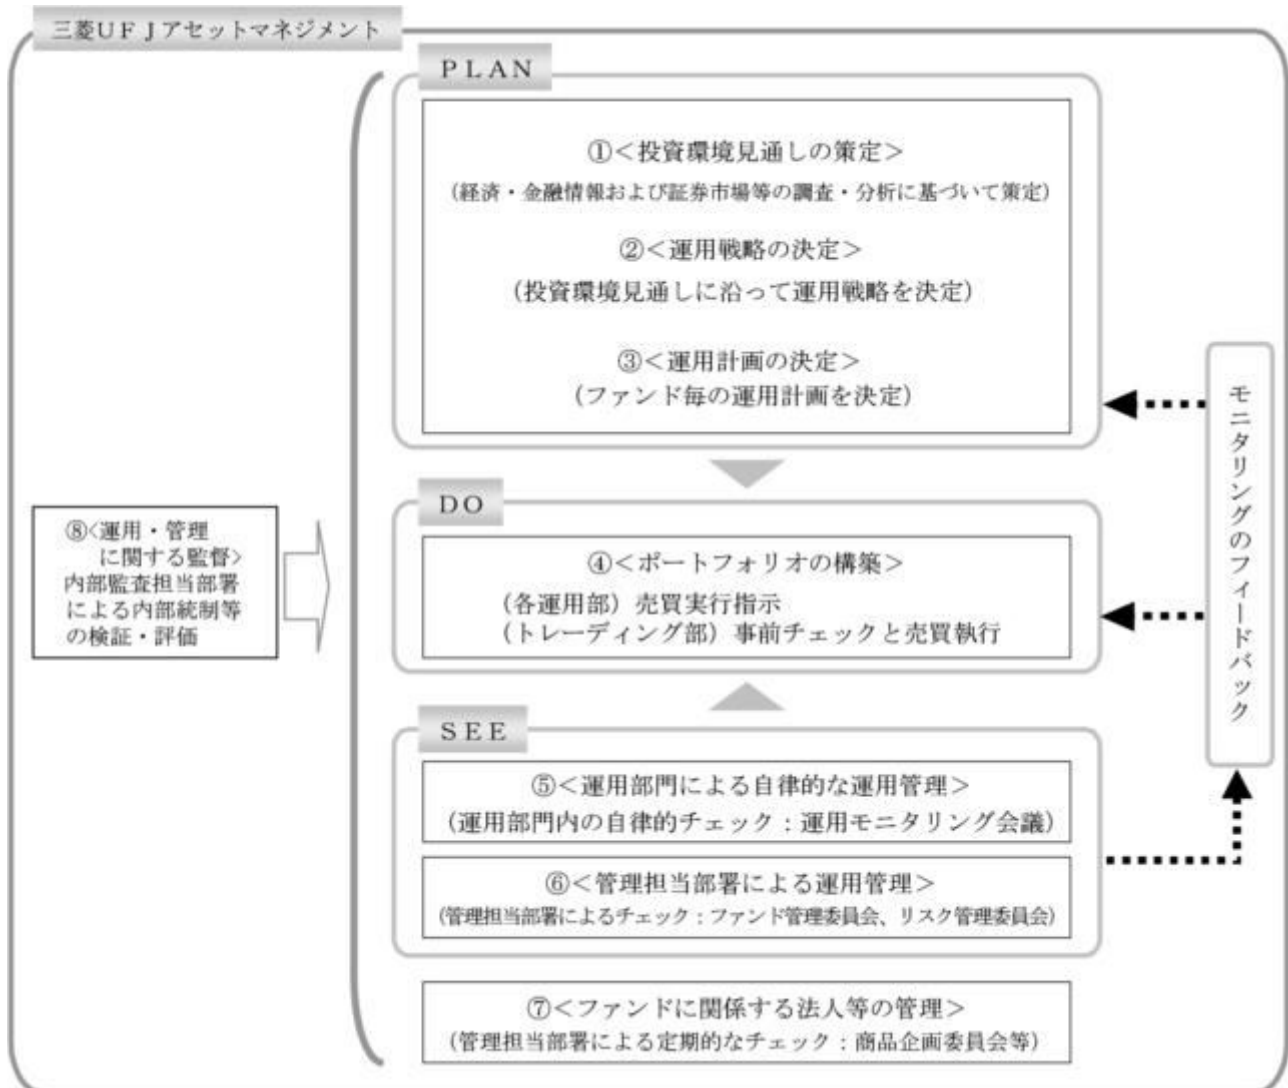 三菱UFJアセットマネジメント
PLAN
①<投資環境見通しの策定>
(経済・金融情報および証券市場等の調査・分析に基づいて策定)
②<運用戦略の決定>
(投資環境見通しに沿って運用戦略を決定)
③<運用計画の決定>
(ファンド毎の運用計画を決定)
DO
④<ポートフォリオの構築>
(各運用部)売買実行指示
(トレーディング部)事前チェックと売買執行
SEE
⑤<運用部門による自律的な運用管理>
(運用部門内の自律的チェック:運用モニタリング会議)
⑥<管理担当部署による運用管理>
(管理担当部署によるチェック:ファンド管理委員会、リスク管理委員会)
⑦<ファンドに関係する法人等の管理>
(管理担当部署による定期的なチェック:商品企画委員会等)
⑧<運用・管理
に関する監督>
内部監査担当部署
による内部統制等
の検証・評価
モニタリングのフィードバック